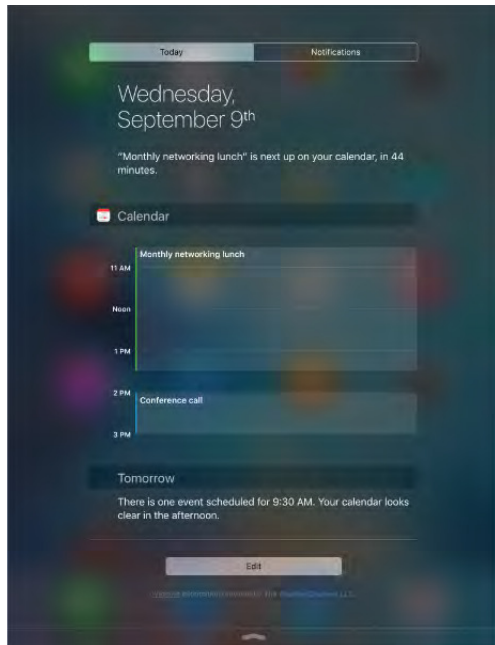 Today
Notifications
Wednesday,
September 9th
"Monthly networking lunch" is next up on your calendar, in 44
minutes.
Calendar
Monthly networking lunch
11 AM
Noon
1 PM
2 PM
Conference call
3 PM
Tomorrow
There is one event scheduled for 9:30 AM. Your calendar looks
clear in the afternoon.
Edit